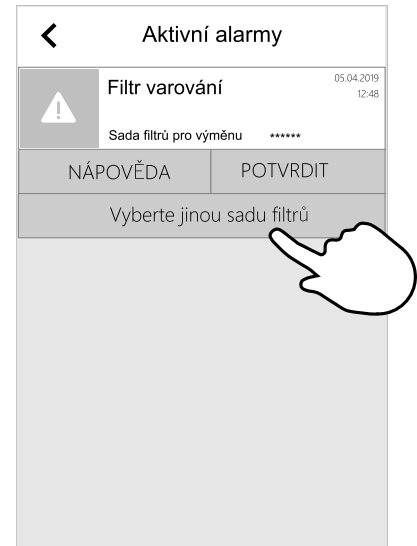 Aktivní alarmy
Filtr varování
05.04.2019
12:48
Sada filtrů pro výměnu ******
NÁPOVĚDA
POTVRDIT
Vyberte jinou sadu filtrů